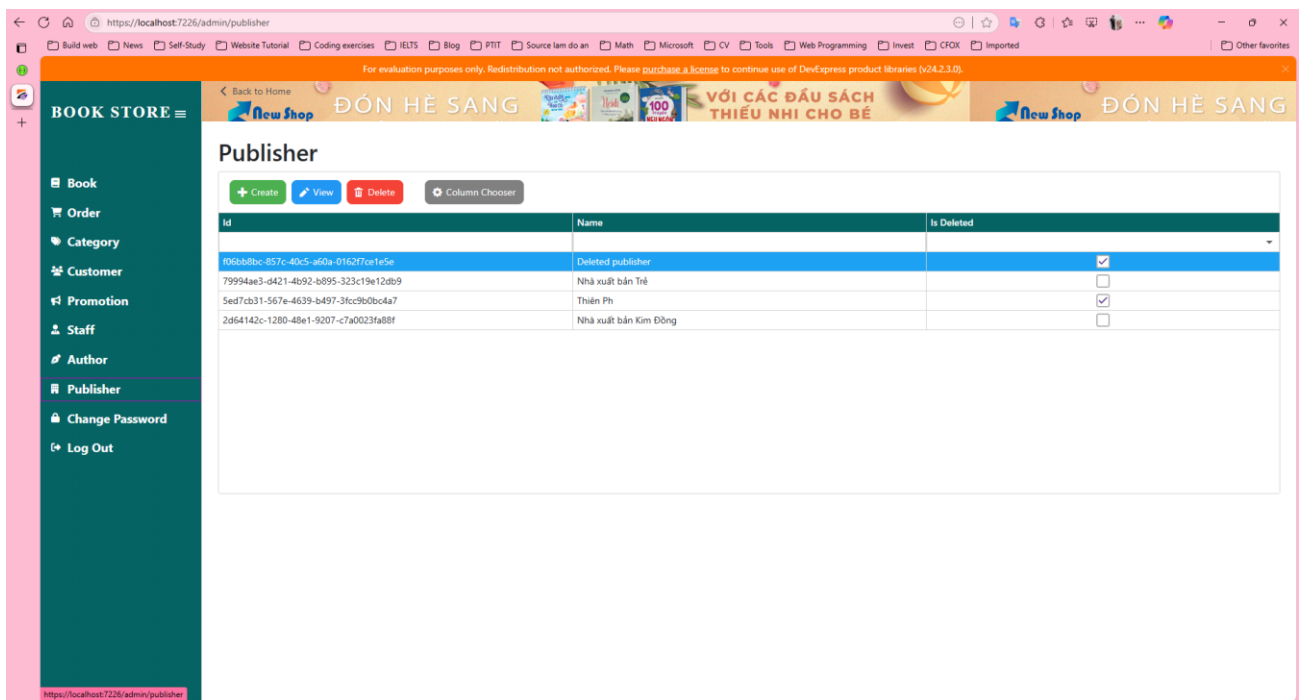 https://localhost:7226/admin/publisher
Build web News Self-Study Website Tutorial Coding exercises IELTS Blog PTIT Source lam do an Math Microsoft CV Tools Web Programming Invest CFOX Imported Other favorites
For evaluation purposes only. Redistribution not authorized. Please purchase a license to continue use of DevExpress product libraries (v24.2.3.0).
BOOK STORE
Back to Home
New Shop ĐÓN HÈ SANG Heidi 100 VỚI CÁC ĐẦU SÁCH
THIẾU NHI CHO BÉ
New Shop ĐÓN HÈ SANG
Publisher
Create View Delete Column Chooser
Id Name Is Deleted
f06bb8bc-857c-40c5-a60a-0162f7ce1e5e Deleted publisher
79994ae3-d421-4b92-b895-323c19e12db9 Nhà xuất bản Trẻ
5ed7cb31-567e-4639-b497-3fcc9b0bc4a7 Thiên Ph
2d64142c-1280-48e1-9207-c7a0023fa88f Nhà xuất bản Kim Đồng
Book
Order
Category
Customer
Promotion
Staff
Author
Publisher
Change Password
Log Out
https://localhost:7226/admin/publisher